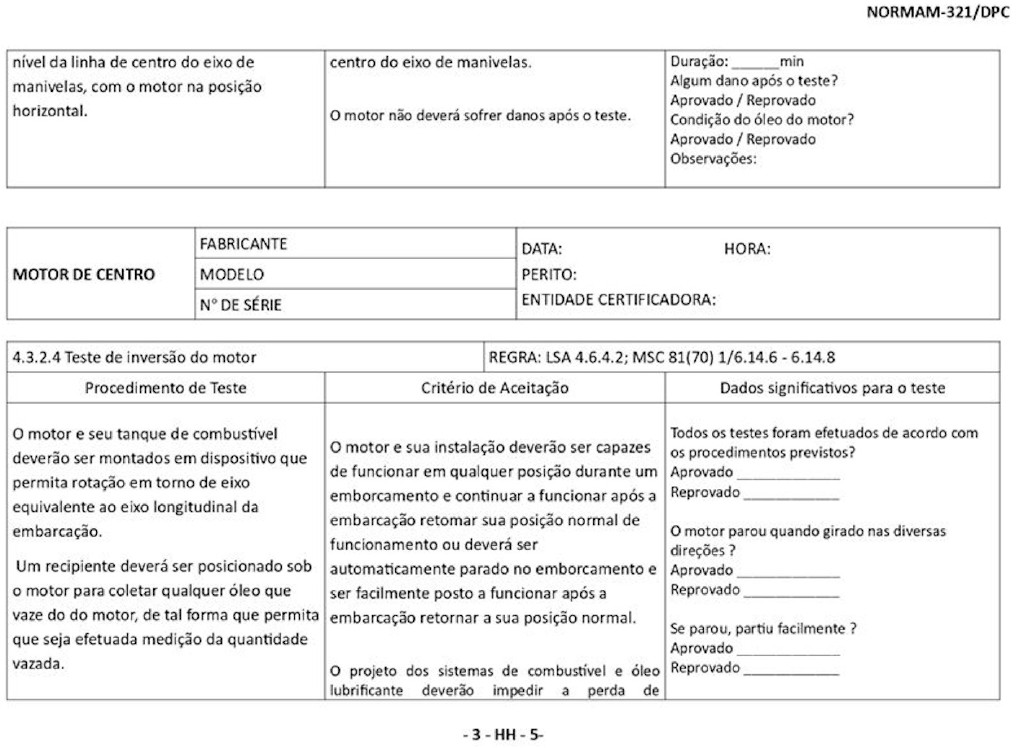 NORMAM-321/DPC
nível da linha de centro do eixo de
manivelas, com o motor na posição
horizontal.
centro do eixo de manivelas.
O motor não deverá sofrer danos após o teste.
Duração: ______min
Algum dano após o teste?
Aprovado / Reprovado
Condição do óleo do motor?
Aprovado / Reprovado
Observações:
MOTOR DE CENTRO
FABRICANTE
MODELO
N° DE SÉRIE
DATA: HORA:
PERITO:
ENTIDADE CERTIFICADORA:
4.3.2.4 Teste de inversão do motor
REGRA: LSA 4.6.4.2; MSC 81(70) 1/6.14.6 - 6.14.8
Procedimento de Teste
Critério de Aceitação
Dados significativos para o teste
O motor e seu tanque de combustível
deverão ser montados em dispositivo que
permita rotação em torno de eixo
equivalente ao eixo longitudinal da
embarcação.
Um recipiente deverá ser posicionado sob
o motor para coletar qualquer óleo que
vaze do do motor, de tal forma que permita
que seja efetuada medição da quantidade
vazada.
O motor e sua instalação deverão ser capazes
de funcionar em qualquer posição durante um
emborcamento e continuar a funcionar após a
embarcação retomar sua posição normal de
funcionamento ou deverá ser
automaticamente parado no emborcamento e
ser facilmente posto a funcionar após a
embarcação retornar a sua posição normal.
O projeto dos sistemas de combustível e óleo
lubrificante deverão impedir a perda de
Todos os testes foram efetuados de acordo com
os procedimentos previstos?
Aprovado _____________
Reprovado ____________
O motor parou quando girado nas diversas
direções ?
Aprovado _____________
Reprovado ____________
Se parou, partiu facilmente ?
Aprovado _____________
Reprovado ____________
- 3 - HH - 5-